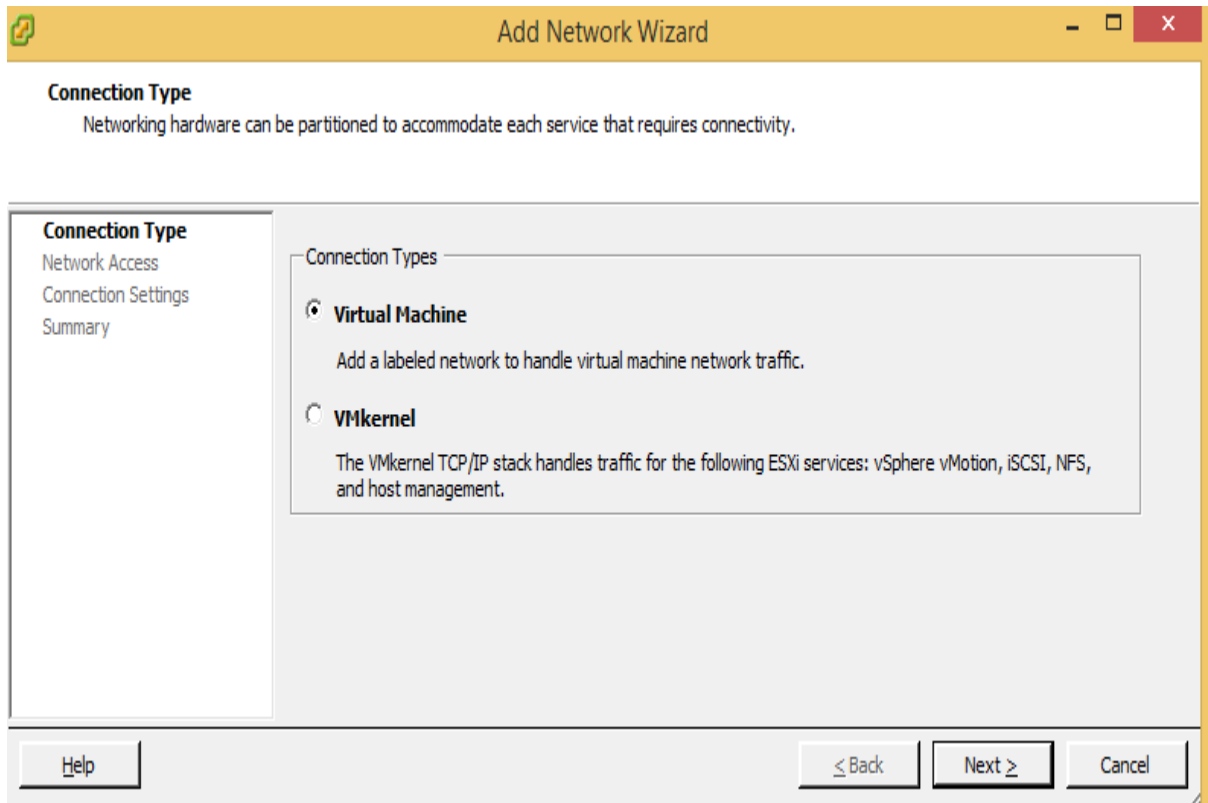 Add Network Wizard
Connection Type
Networking hardware can be partitioned to accommodate each service that requires connectivity.
Connection Type
Network Access
Connection Settings
Summary
Connection Types
Virtual Machine
Add a labeled network to handle virtual machine network traffic.
VMkernel
The VMkernel TCP/IP stack handles traffic for the following ESXi services: vSphere vMotion, iSCSI, NFS,
and host management.
Help
< Back
Next >
Cancel